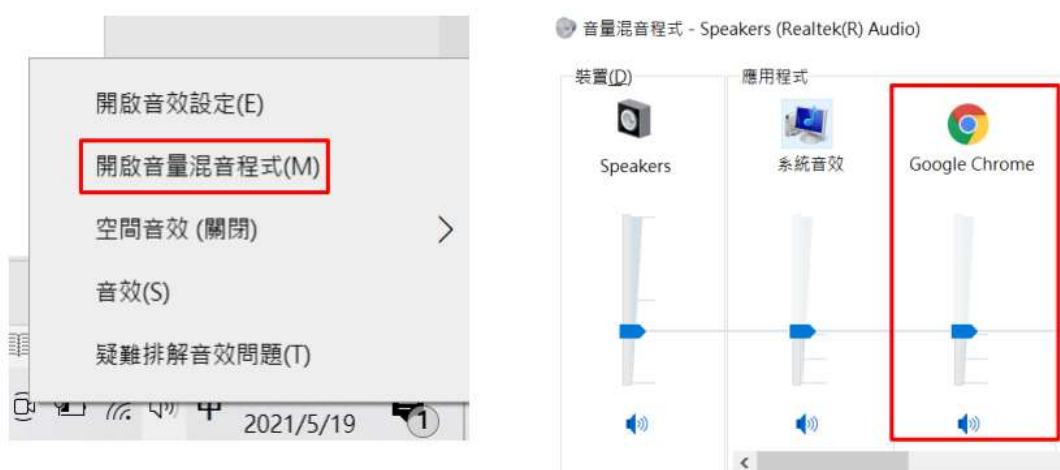 開啟音效設定(E)
開啟音量混音程式(M)
空間音效 (關閉)
音效(S)
疑難排解音效問題(T)
中
2021/5/19
1
音量混音程式 - Speakers (Realtek(R) Audio)
裝置(D)
應用程式
Speakers
系統音效
Google Chrome